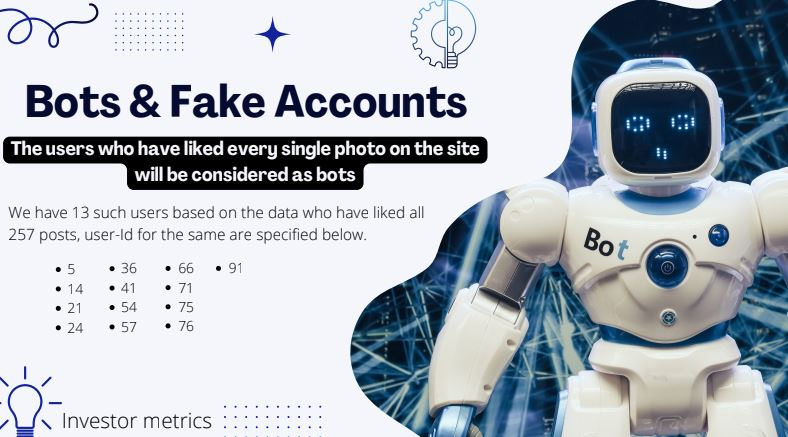 Bots & Fake Accounts
The users who have liked every single photo on the site
will be considered as bots
We have 13 such users based on the data who have liked all
257 posts, user-Id for the same are specified below.
• 5
• 14
• 21
• 24
• 36
• 41
• 54
• 57
• 66
• 71
• 75
• 76
• 91
Bot
Investor metrics